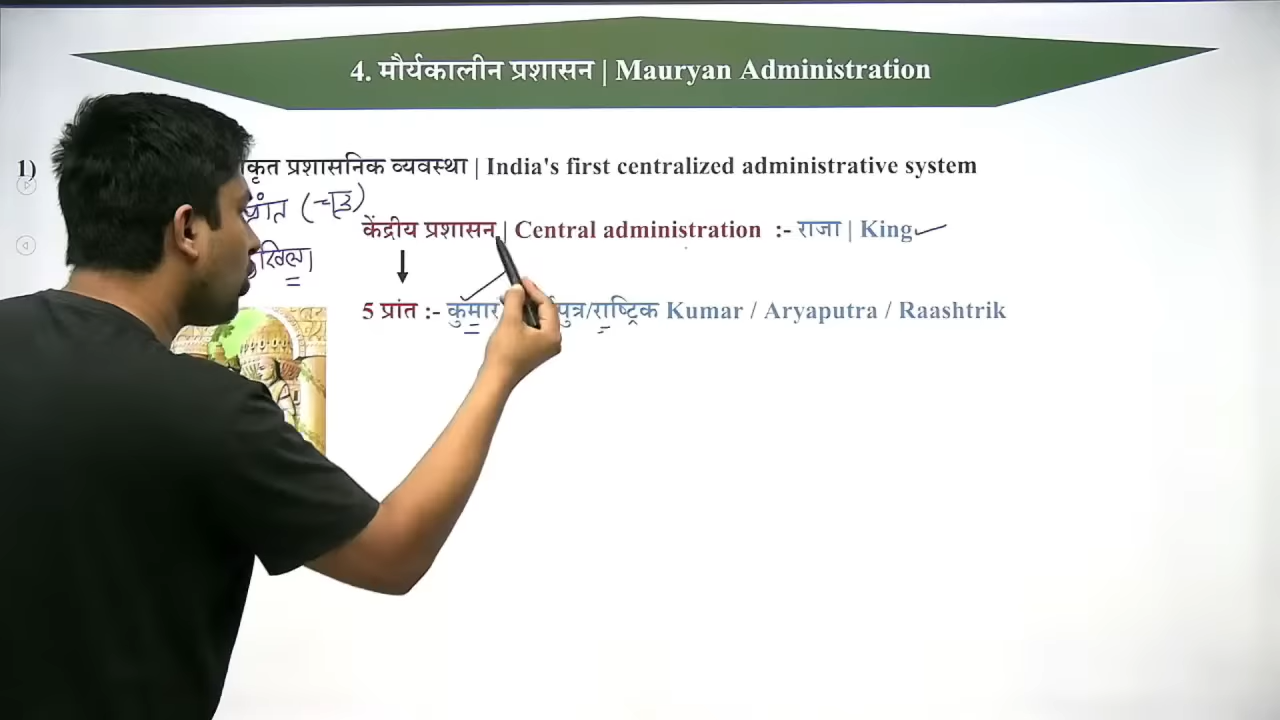 4. मौर्यकालीन प्रशासन | Mauryan Administration
1) प्रशासनिक व्यवस्था | India's first centralized administrative system
केंद्रीय प्रशासन | Central administration :- राजा | King
5 प्रांत :- कुमार राष्ट्रिक Kumar / Aryaputra / Raashtrik